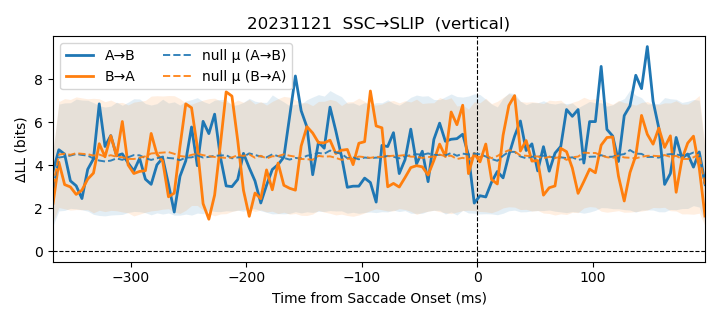 20231121  SSC→SLIP  (vertical)
A→B
B→A
null μ (A→B)
null μ (B→A)
ΔLL (bits)
8
6
4
2
0
−300
−200
−100
0
100
Time from Saccade Onset (ms)